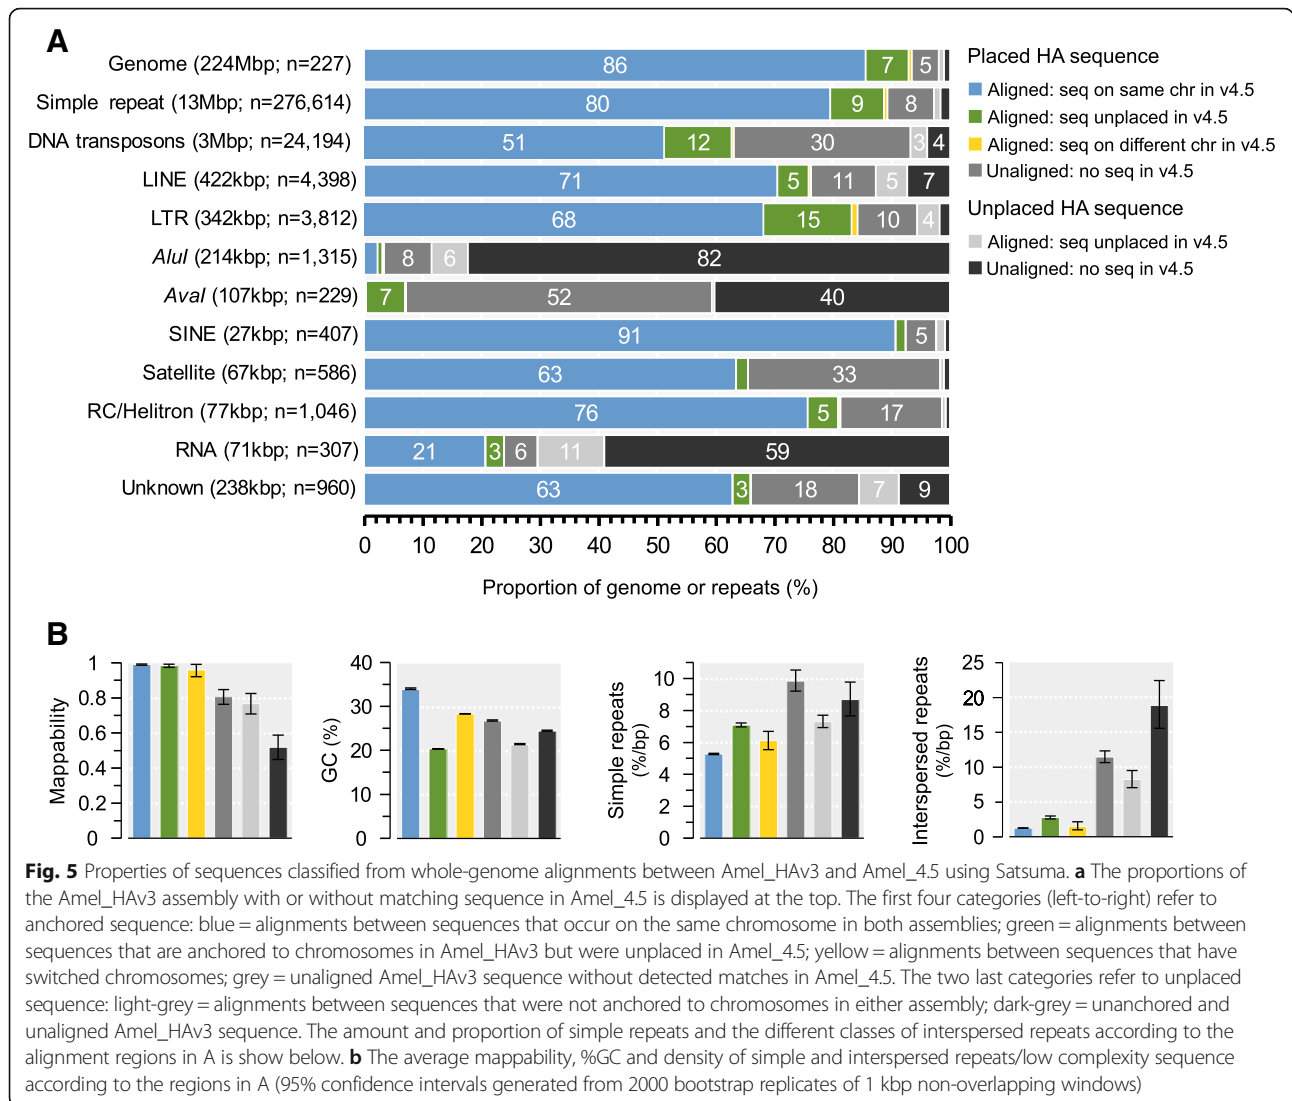 A
Genome (224Mbp; n=227)
86
7
5
Simple repeat (13Mbp; n=276,614)
80
9
8
DNA transposons (3Mbp; n=24,194)
51
12
30
3
4
LINE (422kbp; n=4,398)
71
5
11
5
7
LTR (342kbp; n=3,812)
68
15
10
4
AluI (214kbp; n=1,315)
8
6
82
AvaI (107kbp; n=229)
7
52
40
SINE (27kbp; n=407)
91
5
Satellite (67kbp; n=586)
63
33
RC/Helitron (77kbp; n=1,046)
76
5
17
RNA (71kbp; n=307)
21
3
6
11
59
Unknown (238kbp; n=960)
63
3
18
7
9
0 10 20 30 40 50 60 70 80 90 100
Proportion of genome or repeats (%)
Placed HA sequence
Aligned: seq on same chr in v4.5
Aligned: seq unplaced in v4.5
Aligned: seq on different chr in v4.5
Unaligned: no seq in v4.5
Unplaced HA sequence
Aligned: seq unplaced in v4.5
Unaligned: no seq in v4.5
B
Mappability
1
0.8
0.6
0.4
0.2
0
GC (%)
40
30
20
10
0
Simple repeats
(%/bp)
10
8
6
4
2
0
Interspersed repeats
(%/bp)
25
20
15
10
5
0
Fig. 5 Properties of sequences classified from whole-genome alignments between Amel_HAv3 and Amel_4.5 using Satsuma. a The proportions of
the Amel_HAv3 assembly with or without matching sequence in Amel_4.5 is displayed at the top. The first four categories (left-to-right) refer to
anchored sequence: blue = alignments between sequences that occur on the same chromosome in both assemblies; green = alignments between
sequences that are anchored to chromosomes in Amel_HAv3 but were unplaced in Amel_4.5; yellow = alignments between sequences that have
switched chromosomes; grey = unaligned Amel_HAv3 sequence without detected matches in Amel_4.5. The two last categories refer to unplaced
sequence: light-grey = alignments between sequences that were not anchored to chromosomes in either assembly; dark-grey = unanchored and
unaligned Amel_HAv3 sequence. The amount and proportion of simple repeats and the different classes of interspersed repeats according to the
alignment regions in A is show below. b The average mappability, %GC and density of simple and interspersed repeats/low complexity sequence
according to the regions in A (95% confidence intervals generated from 2000 bootstrap replicates of 1 kbp non-overlapping windows)